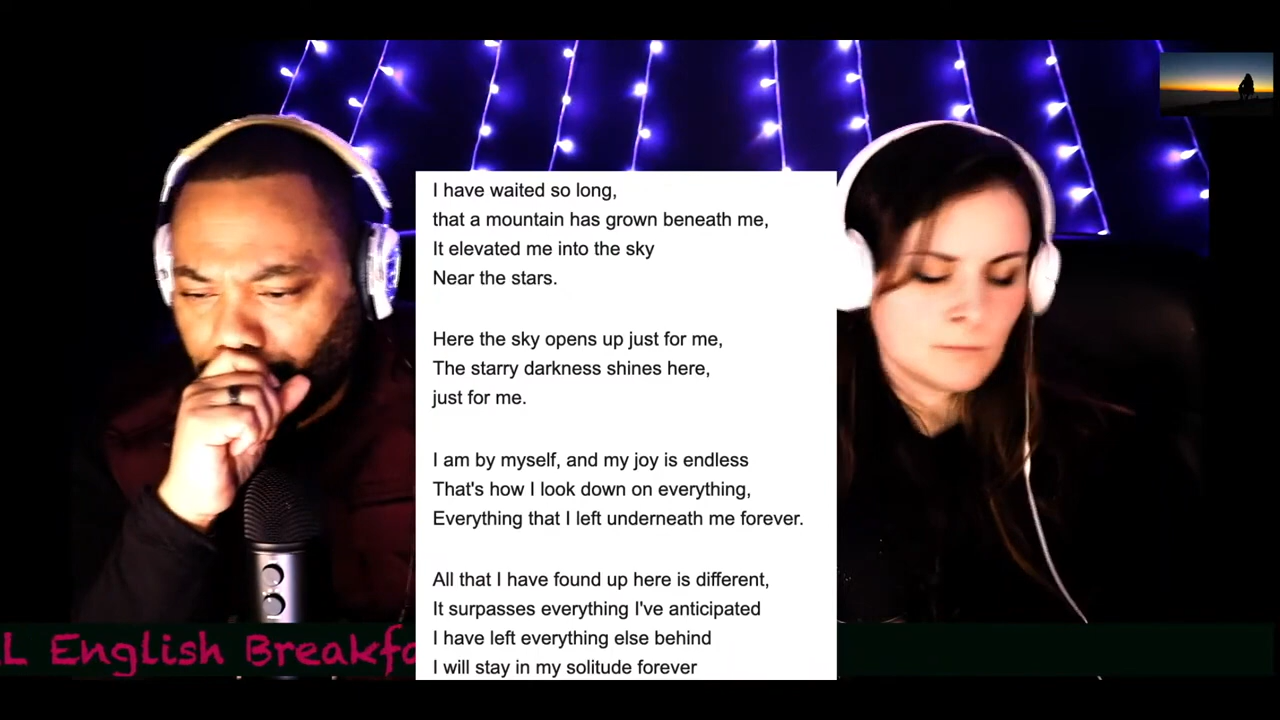 I have waited so long,
that a mountain has grown beneath me,
It elevated me into the sky
Near the stars.
Here the sky opens up just for me,
The starry darkness shines here,
just for me.
I am by myself, and my joy is endless
That's how I look down on everything,
Everything that I left underneath me forever.
All that I have found up here is different,
It surpasses everything I've anticipated
I have left everything else behind
I will stay in my solitude forever
L English Breakfa